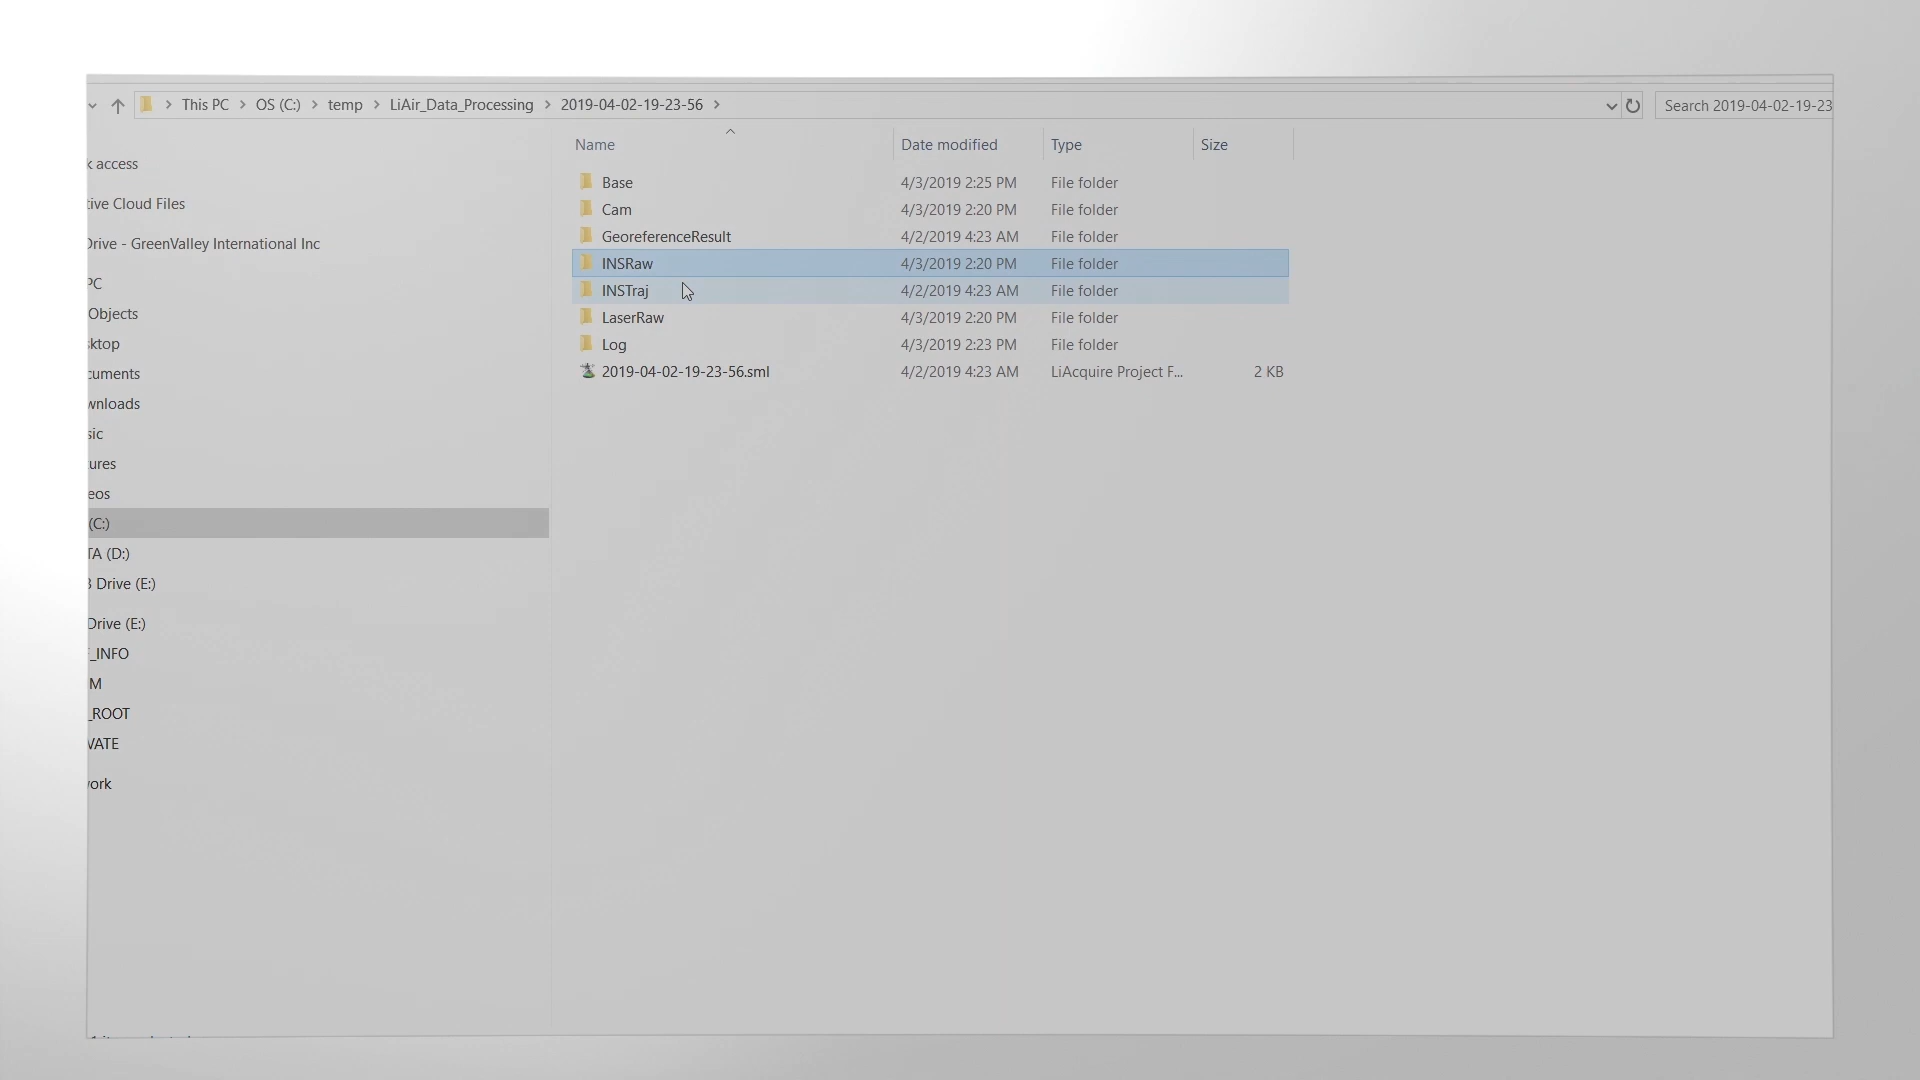 This PC > OS (C:) > temp > LiAir_Data_Processing > 2019-04-02-19-23-56 >
Search 2019-04-02-19-23
Name Date modified Type Size
Base 4/3/2019 2:25 PM File folder
Cam 4/3/2019 2:20 PM File folder
GeoreferenceResult 4/2/2019 4:23 AM File folder
INSRaw 4/3/2019 2:20 PM File folder
INSTraj 4/2/2019 4:23 AM File folder
LaserRaw 4/3/2019 2:20 PM File folder
Log 4/3/2019 2:23 PM File folder
2019-04-02-19-23-56.sml 4/2/2019 4:23 AM LiAcquire Project F... 2 KB
k access
tive Cloud Files
Drive - GreenValley International Inc
PC
Objects
sktop
cuments
wnloads
sic
ures
eos
(C:)
TA (D:)
B Drive (E:)
Drive (E:)
F_INFO
M
_ROOT
VATE
work